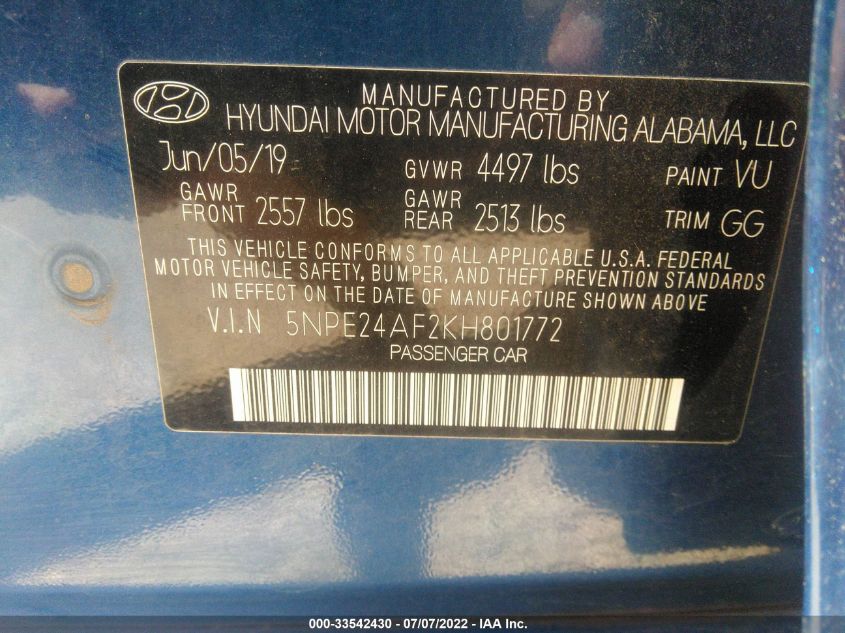 MANUFACTURED BY
HYUNDAI MOTOR MANUFACTURING ALABAMA, LLC
Jun/05/19 GVWR 4497 lbs PAINT VU
GAWR FRONT 2557 lbs GAWR REAR 2513 lbs TRIM GG
THIS VEHICLE CONFORMS TO ALL APPLICABLE U.S.A. FEDERAL
MOTOR VEHICLE SAFETY, BUMPER, AND THEFT PREVENTION STANDARDS
IN EFFECT ON THE DATE OF MANUFACTURE SHOWN ABOVE.
V.I.N 5NPE24AF2KH801772
PASSENGER CAR
000-33542430 - 07/07/2022 - IAA Inc.